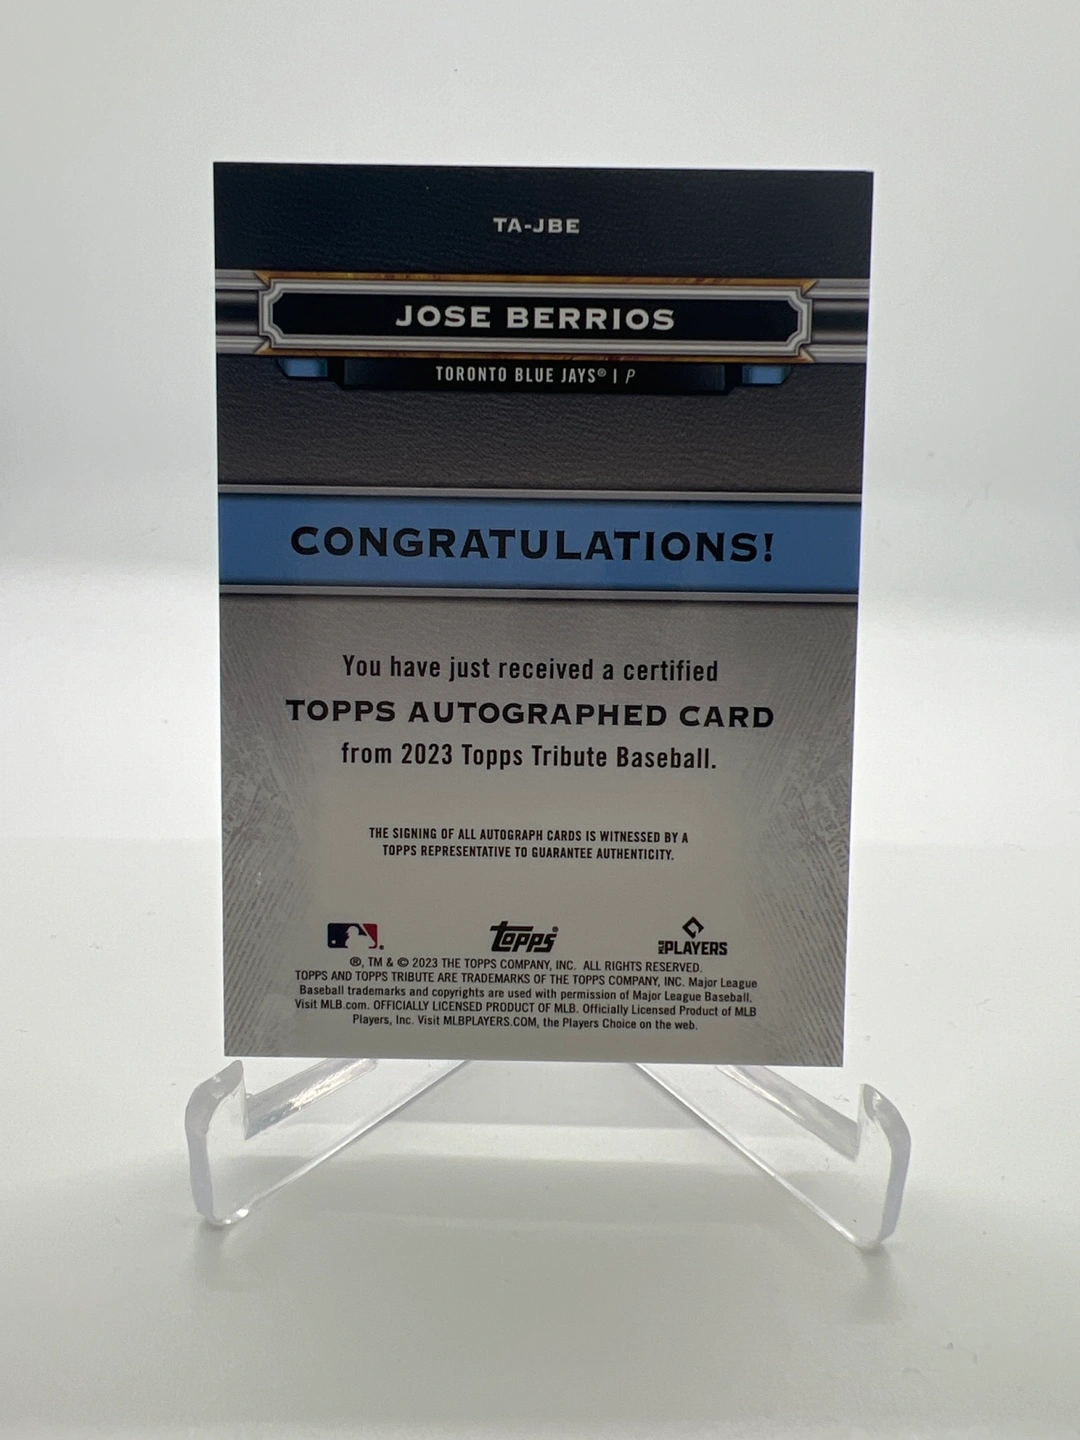 TA-JBE
JOSE BERRIOS
TORONTO BLUE JAYS® | P
CONGRATULATIONS!
You have just received a certified
TOPPS AUTOGRAPHED CARD
from 2023 Topps Tribute Baseball.
THE SIGNING OF ALL AUTOGRAPH CARDS IS WITNESSED BY A
TOPPS REPRESENTATIVE TO GUARANTEE AUTHENTICITY.
topps® MLB PLAYERS
®, TM & © 2023 THE TOPPS COMPANY, INC. ALL RIGHTS RESERVED.
TOPPS AND TOPPS TRIBUTE ARE TRADEMARKS OF THE TOPPS COMPANY, INC. Major League
Baseball trademarks and copyrights are used with permission of Major League Baseball.
Visit MLB.com. OFFICIALLY LICENSED PRODUCT OF MLB. Officially Licensed Product of MLB
Players, Inc. Visit MLBPLAYERS.COM, the Players Choice on the web.